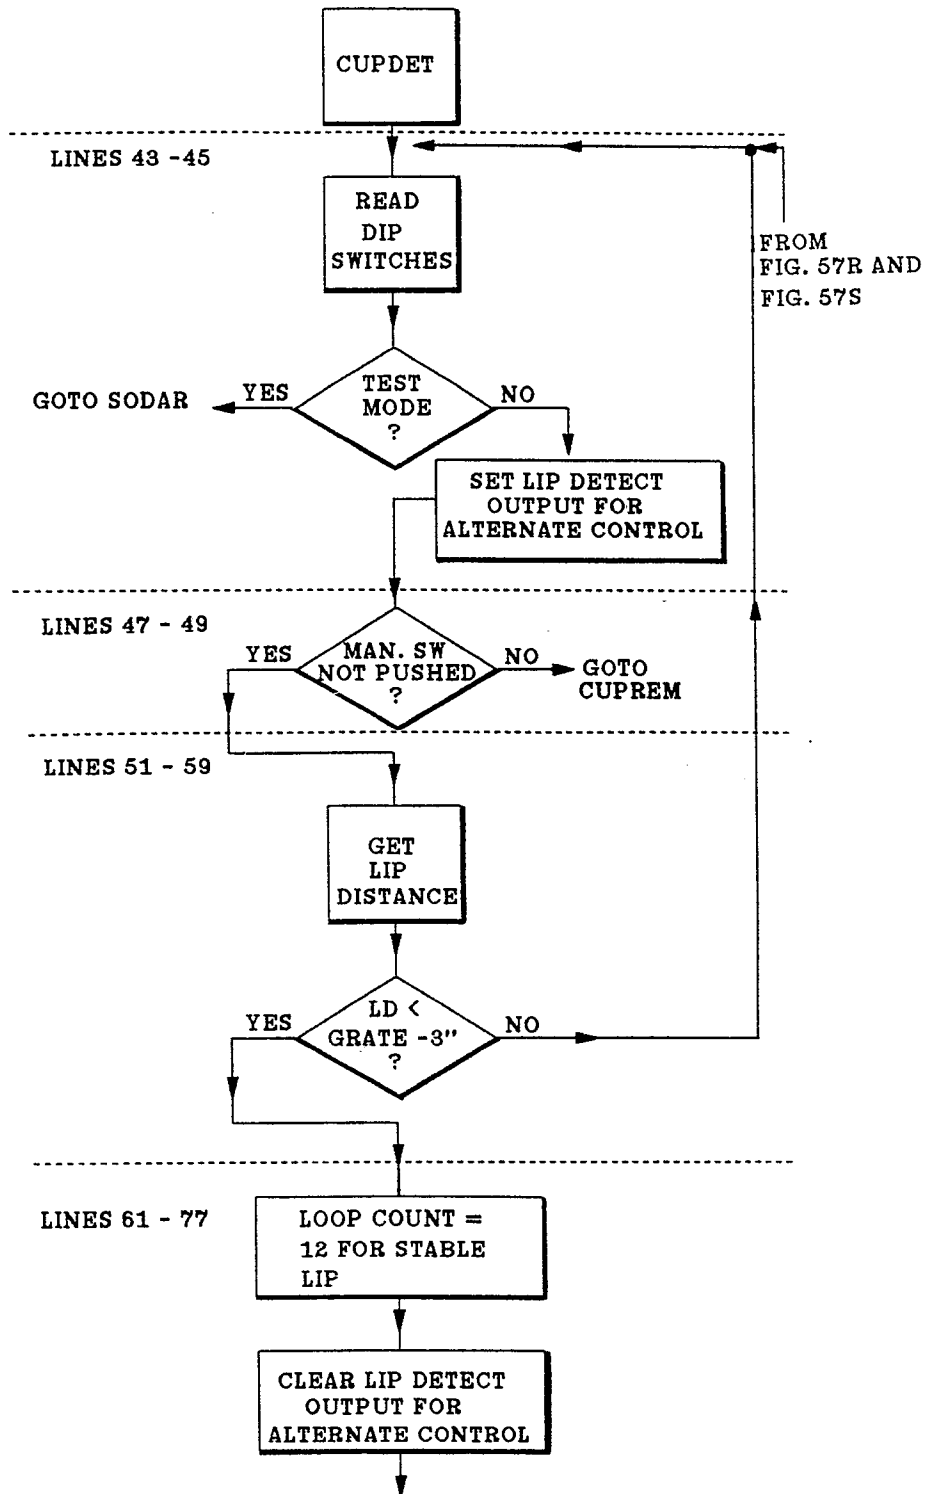 CUPDET
LINES 43 -45
READ
DIP
SWITCHES
FROM
FIG. 57R AND
FIG. 57S
GOTO SODAR
YES
TEST
MODE
?
NO
SET LIP DETECT
OUTPUT FOR
ALTERNATE CONTROL
LINES 47 - 49
YES
MAN. SW
NOT PUSHED
?
NO
GOTO
CUPREM
LINES 51 - 59
GET
LIP
DISTANCE
YES
LD <
GRATE -3"
?
NO
LINES 61 - 77
LOOP COUNT =
12 FOR STABLE
LIP
CLEAR LIP DETECT
OUTPUT FOR
ALTERNATE CONTROL